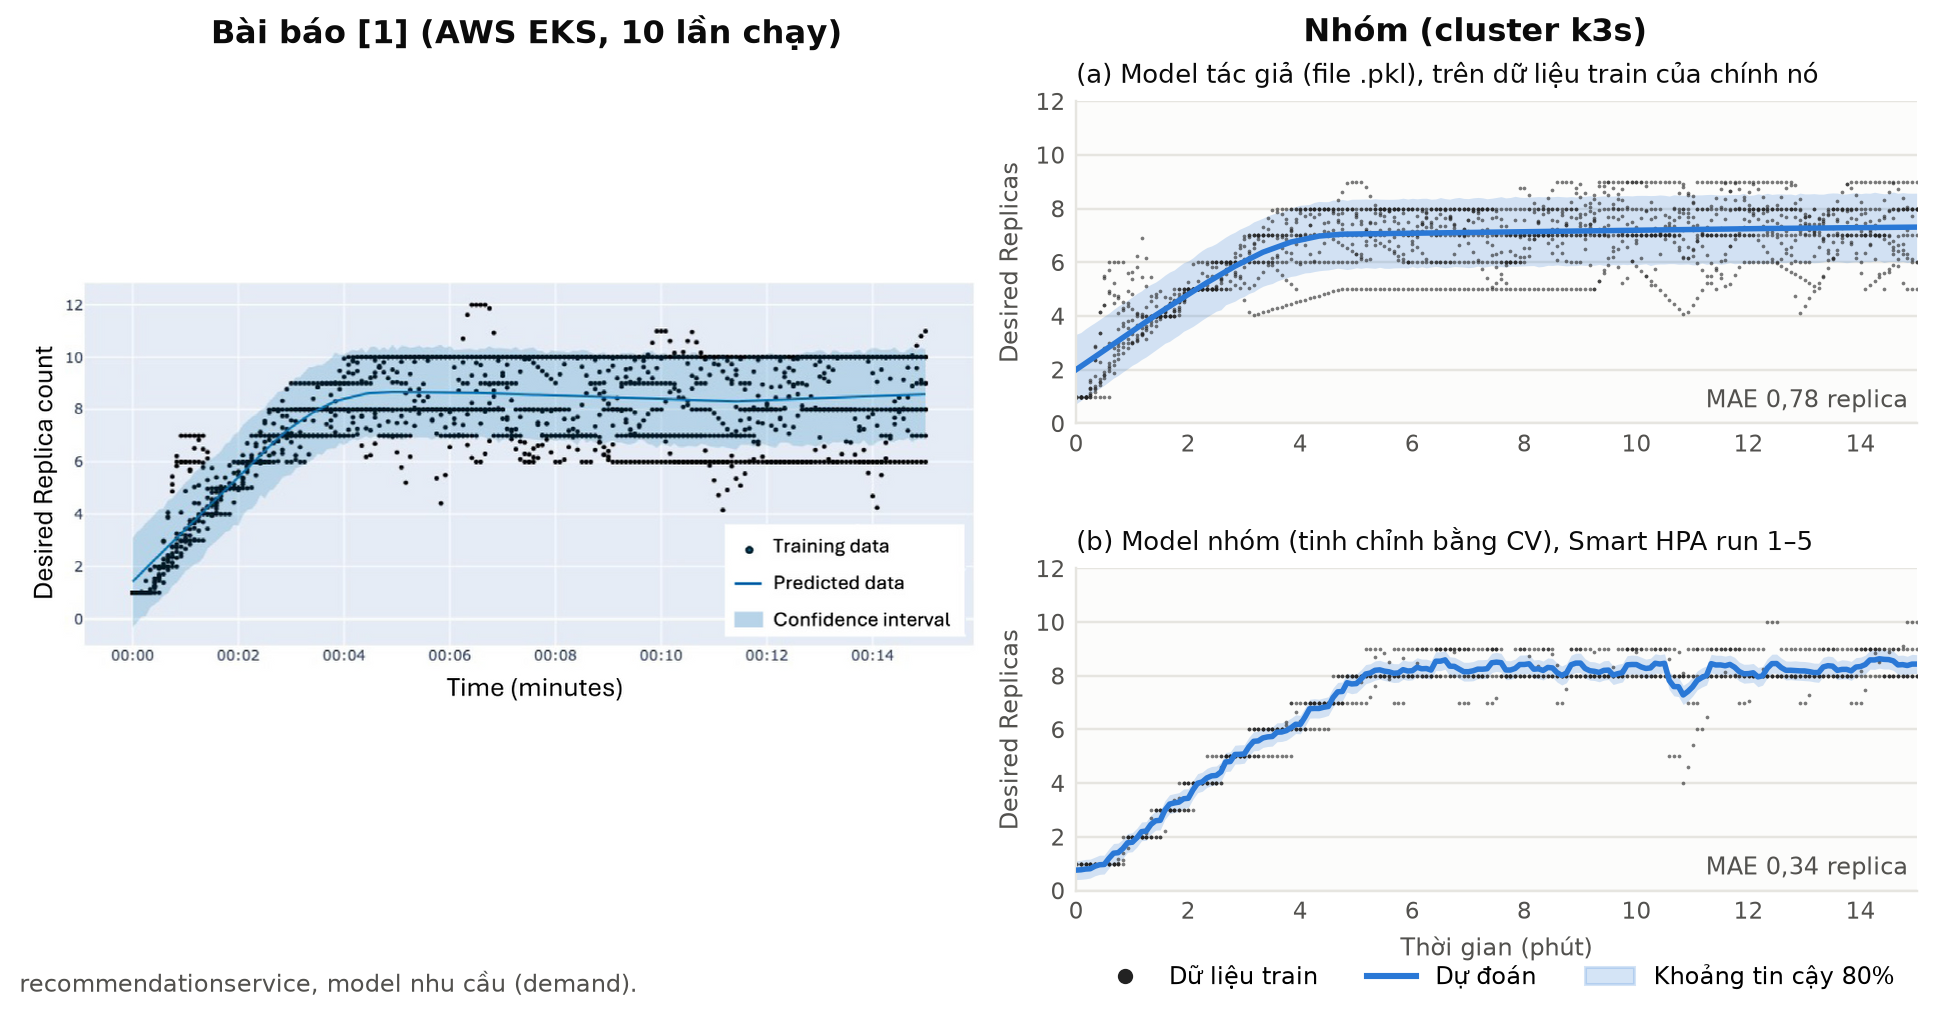 Bài báo [1] (AWS EKS, 10 lần chạy)
12
10
8
6
4
2
0
Desired Replica count
00:00 00:02 00:04 00:06 00:08 00:10 00:12 00:14
Time (minutes)
Training data
Predicted data
Confidence interval
recommendationservice, model nhu cầu (demand).
Nhóm (cluster k3s)
(a) Model tác giả (file .pkl), trên dữ liệu train của chính nó
12
10
8
6
4
2
0
Desired Replicas
MAE 0,78 replica
0 2 4 6 8 10 12 14
(b) Model nhóm (tinh chỉnh bằng CV), Smart HPA run 1–5
12
10
8
6
4
2
0
Desired Replicas
MAE 0,34 replica
0 2 4 6 8 10 12 14
Thời gian (phút)
Dữ liệu train Dự đoán Khoảng tin cậy 80%